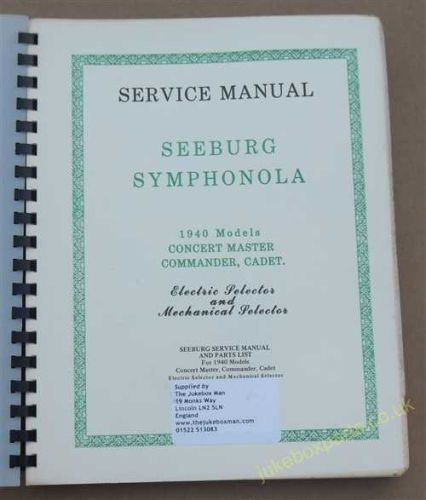 SERVICE MANUAL
SEEBURG
SYMPHONOLA
1940 Models
CONCERT MASTER
COMMANDER, CADET.
Electric Selector
and
Mechanical Selector
SEEBURG SERVICE MANUAL
AND PARTS LIST
For 1940 Models
Concert Master, Commander, Cadet
Electric Selector and Mechanical Selector
Supplied by
The Jukebox Man
19 Monks Way
Lincoln LN2 5LN
England
www.thejukeboxman.com
01522 513083
jukeboxparts.co.uk